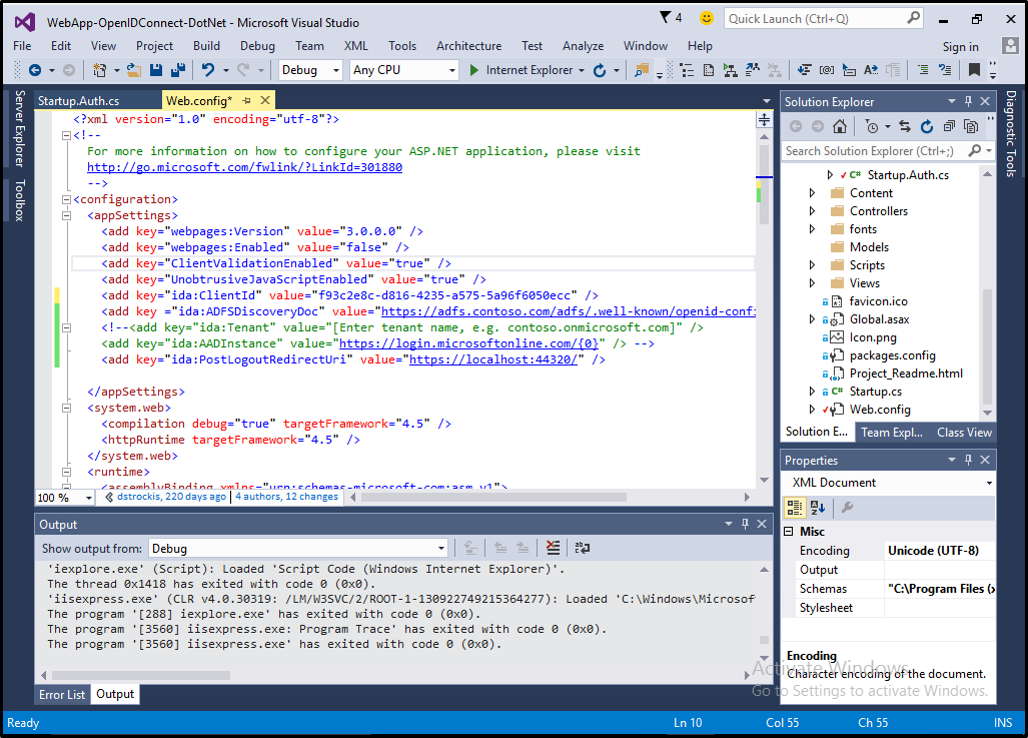 WebApp-OpenIDConnect-DotNet - Microsoft Visual Studio
4
Quick Launch (Ctrl+Q)
File Edit View Project Build Debug Team XML Tools Architecture Test Analyze Window Help
Sign in
Debug Any CPU Internet Explorer
Server Explorer
Toolbox
Startup.Auth.cs Web.config*
<?xml version="1.0" encoding="utf-8"?>
<!--
For more information on how to configure your ASP.NET application, please visit
http://go.microsoft.com/fwlink/?LinkId=301880
-->
<configuration>
<appSettings>
<add key="webpages:Version" value="3.0.0.0" />
<add key="webpages:Enabled" value="false" />
<add key="ClientValidationEnabled" value="true" />
<add key="UnobtrusiveJavaScriptEnabled" value="true" />
<add key="ida:ClientId" value="f93c2e8c-d816-4235-a575-5a96f6050ecc" />
<add key ="ida:ADFSDiscoveryDoc" value="https://adfs.contoso.com/adfs/.well-known/openid-confi
<!--<add key="ida:Tenant" value="[Enter tenant name, e.g. contoso.onmicrosoft.com]" />
<add key="ida:AADInstance" value="https://login.microsoftonline.com/{0}" /> -->
<add key="ida:PostLogoutRedirectUri" value="https://localhost:44320/" />
</appSettings>
<system.web>
<compilation debug="true" targetFramework="4.5" />
<httpRuntime targetFramework="4.5" />
</system.web>
<runtime>
<assemblyBinding xmlns="urn:schemas-microsoft-com:asm.v1">
100 %
dstrockis, 220 days ago | 4 authors, 12 changes
Output
Show output from: Debug
'iexplore.exe' (Script): Loaded 'Script Code (Windows Internet Explorer)'.
The thread 0x1418 has exited with code 0 (0x0).
'iisexpress.exe' (CLR v4.0.30319: /LM/W3SVC/2/ROOT-1-130922749215364277): Loaded 'C:\Windows\Microsof
The program '[288] iexplore.exe' has exited with code 0 (0x0).
The program '[3560] iisexpress.exe: Program Trace' has exited with code 0 (0x0).
The program '[3560] iisexpress.exe' has exited with code 0 (0x0).
Error List Output
Solution Explorer
Search Solution Explorer (Ctrl+;)
C# Startup.Auth.cs
Content
Controllers
fonts
Models
Scripts
Views
favicon.ico
Global.asax
Icon.png
packages.config
Project_Readme.html
C# Startup.cs
Web.config
Solution E... Team Expl... Class View
Properties
XML Document
Misc
Encoding Unicode (UTF-8)
Output
Schemas "C:\Program Files (x
Stylesheet
Encoding
Character encoding of the document.
Activate Windows
Go to Settings to activate Windows.
Diagnostic Tools
Ready Ln 10 Col 55 Ch 55 INS